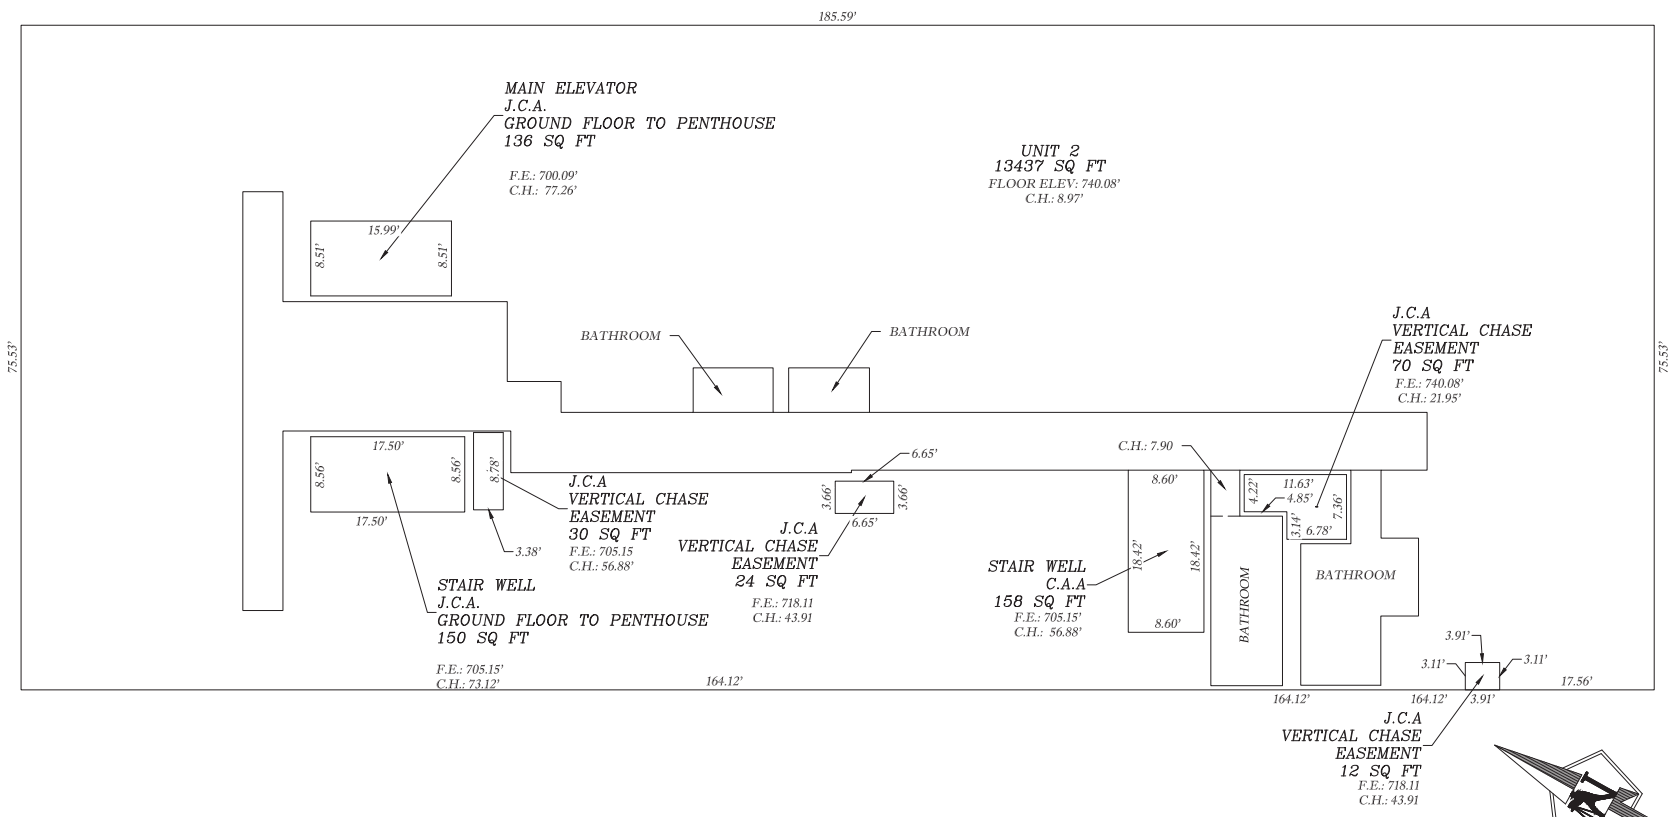 185.59'
MAIN ELEVATOR
J.C.A.
GROUND FLOOR TO PENTHOUSE
136 SQ FT
F.E.: 700.09'
C.H.: 77.26'
UNIT 2
13437 SQ FT
FLOOR ELEV: 740.08'
C.H.: 8.97'
15.99'
8.51'
8.51'
75.53'
75.53'
BATHROOM
BATHROOM
J.C.A
VERTICAL CHASE
EASEMENT
70 SQ FT
F.E.: 740.08'
C.H.: 21.95'
17.50'
8.56'
8.56'
17.50'
8.78'
3.38'
J.C.A
VERTICAL CHASE
EASEMENT
30 SQ FT
F.E.: 705.15
C.H.: 56.88'
STAIR WELL
J.C.A.
GROUND FLOOR TO PENTHOUSE
150 SQ FT
F.E.: 705.15'
C.H.: 73.12'
6.65'
3.66'
3.66'
6.65'
J.C.A
VERTICAL CHASE
EASEMENT
24 SQ FT
F.E.: 718.11
C.H.: 43.91
C.H.: 7.90
8.60'
18.42'
18.42'
8.60'
STAIR WELL
C.A.A
158 SQ FT
F.E.: 705.15'
C.H.: 56.88'
11.63'
4.22'
4.85'
3.14'
6.78'
7.36'
BATHROOM
BATHROOM
3.91'
3.11'
3.11'
164.12'
164.12'
164.12'
3.91'
17.56'
J.C.A
VERTICAL CHASE
EASEMENT
12 SQ FT
F.E.: 718.11
C.H.: 43.91